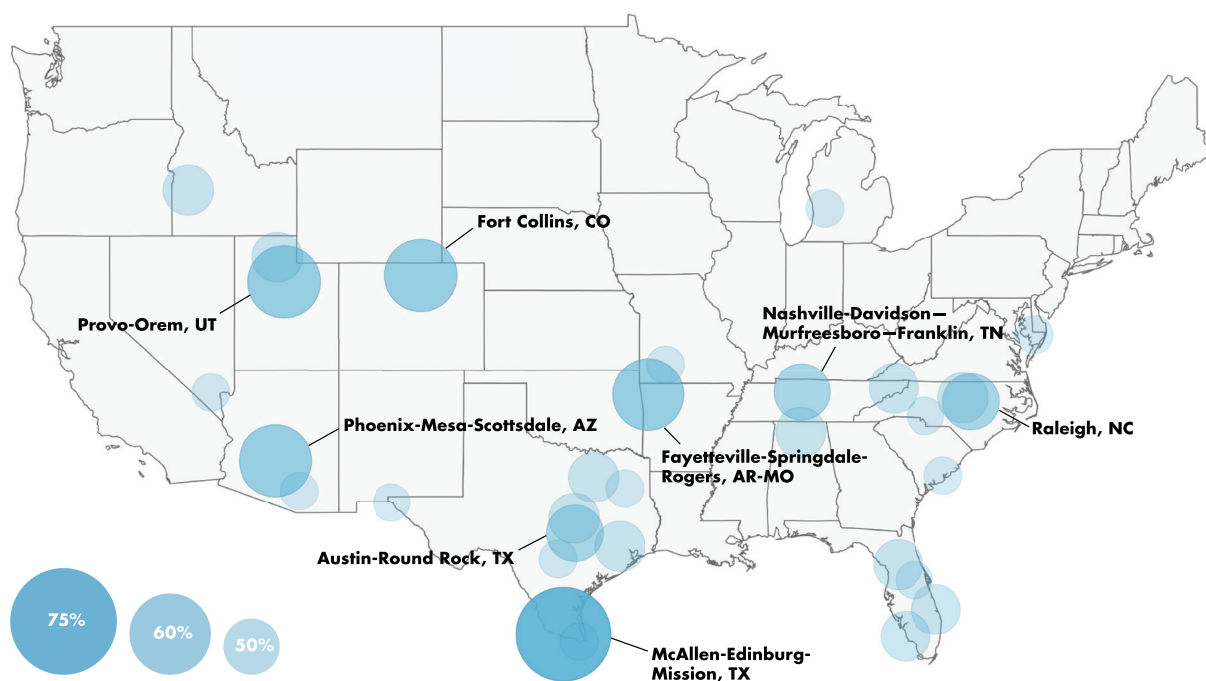 Fort Collins, CO
Provo-Orem, UT
Nashville-Davidson—
Murfreesboro—Franklin, TN
Phoenix-Mesa-Scottsdale, AZ
Raleigh, NC
Fayetteville-Springdale-
Rogers, AR-MO
Austin-Round Rock, TX
75%
60%
50%
McAllen-Edinburg-
Mission, TX